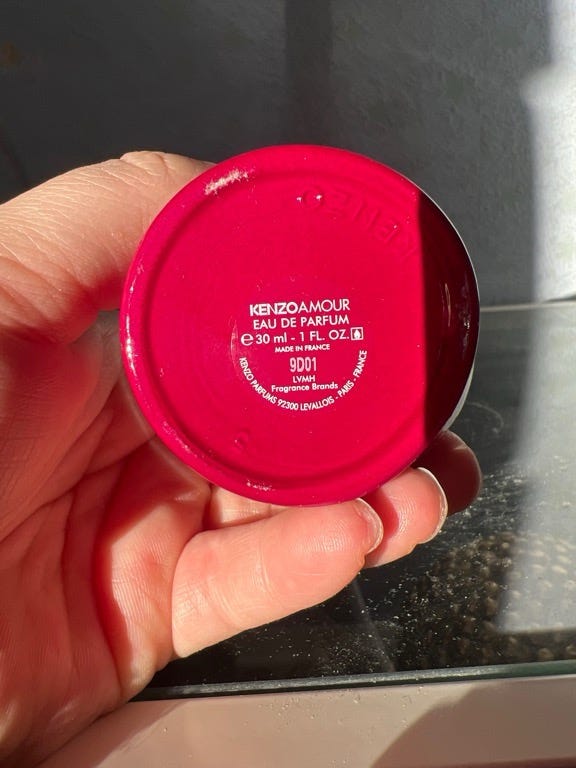 KENZO
KENZOAMOUR
EAU DE PARFUM
℮ 30 ml - 1 FL. OZ.
MADE IN FRANCE
9D01
LVMH
Fragrance Brands
KENZO PARFUMS 92300 LEVALLOIS - PARIS - FRANCE